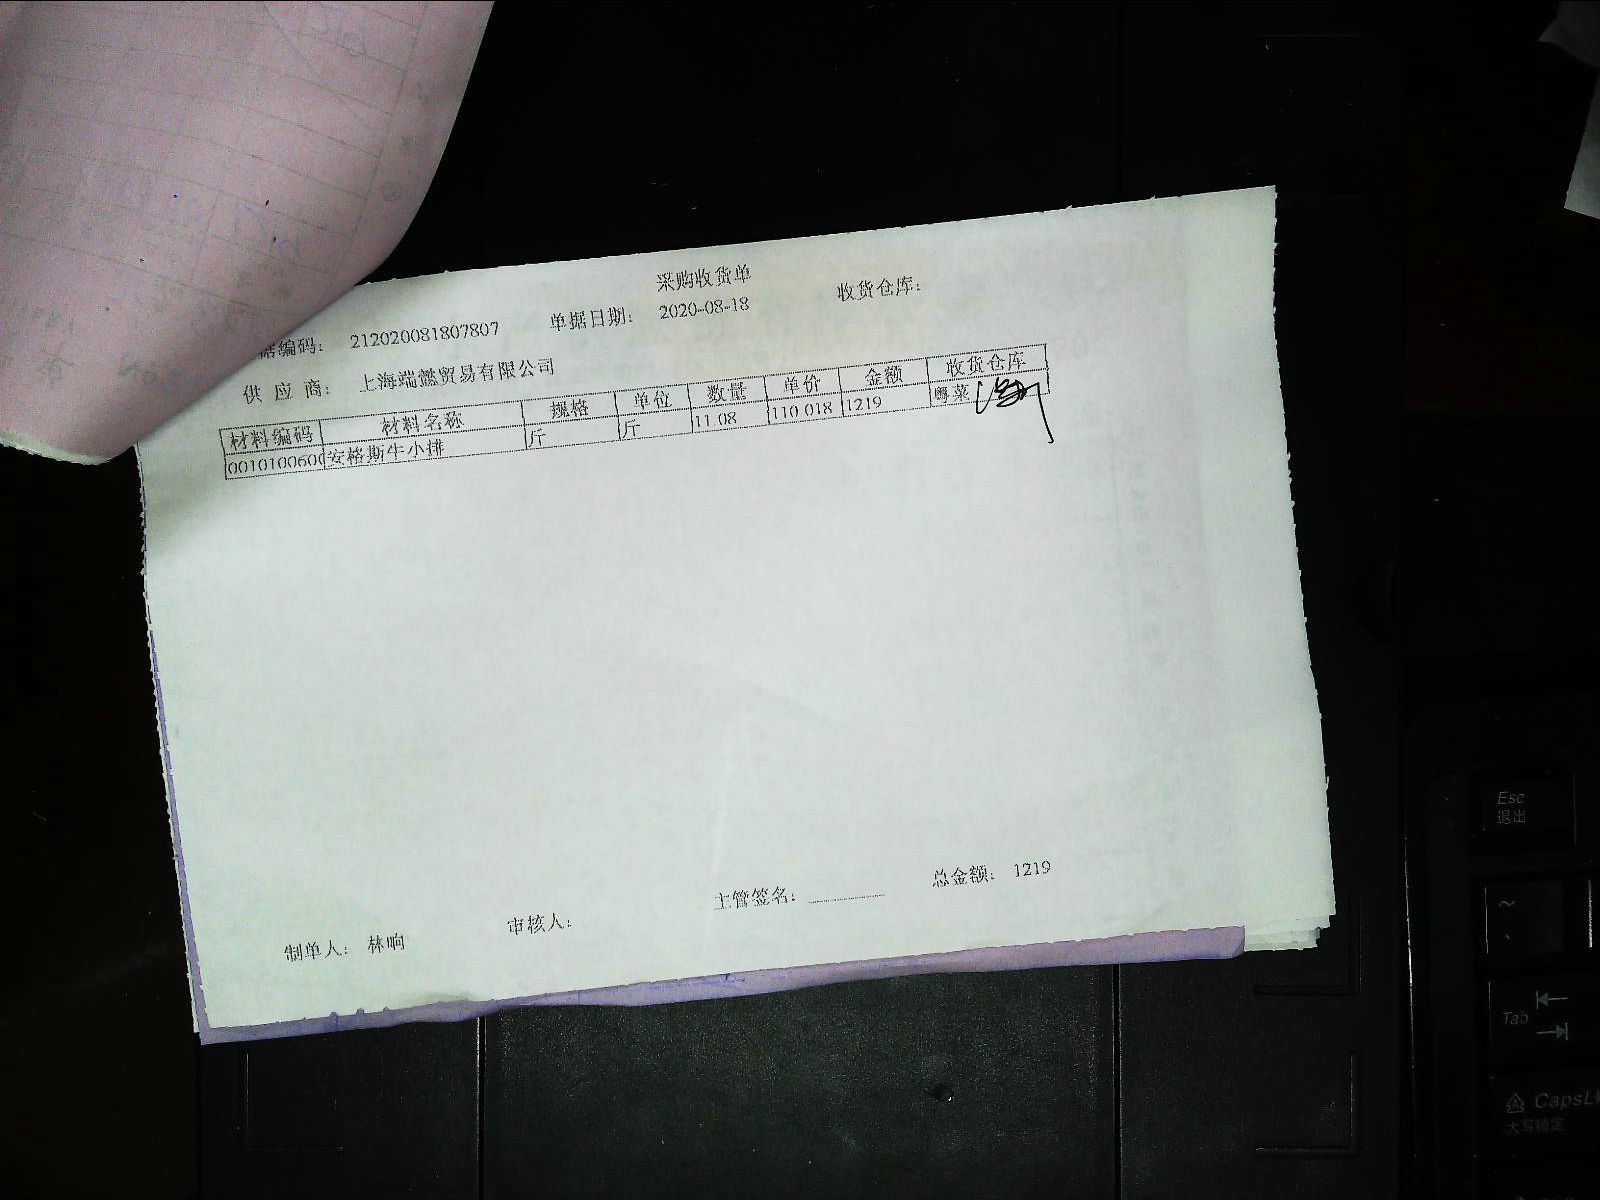 采购收货单
据编码: 212020081807807 单据日期: 2020-08-18 收货仓库:
供 应 商: 上海端懿贸易有限公司
材料编码 材料名称 规格 单位 数量 单价 金额 收货仓库
001010060 安格斯牛小排 斤 斤 11.08 110.018 1219 粤菜
主管签名: 总金额: 1219
制单人: 林响 审核人:
Esc
退出
~
Tab
CapsL
大写锁定